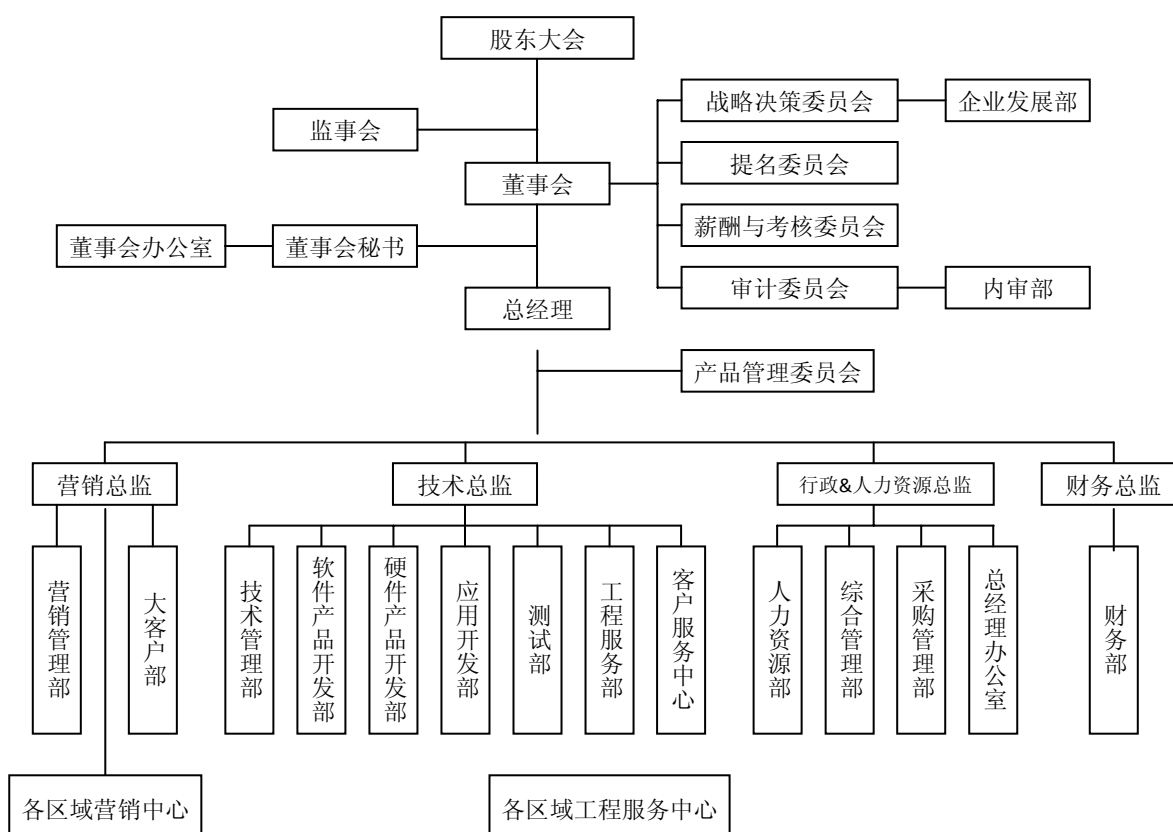 股东大会
战略决策委员会
企业发展部
监事会
提名委员会
董事会
薪酬与考核委员会
董事会办公室
董事会秘书
审计委员会
内审部
总经理
产品管理委员会
营销总监
技术总监
行政&人力资源总监
财务总监
营销管理部
大客户部
技术管理部
软件产品开发部
硬件产品开发部
应用开发部
测试部
工程服务部
客户服务中心
人力资源部
综合管理部
采购管理部
总经理办公室
财务部
各区域营销中心
各区域工程服务中心